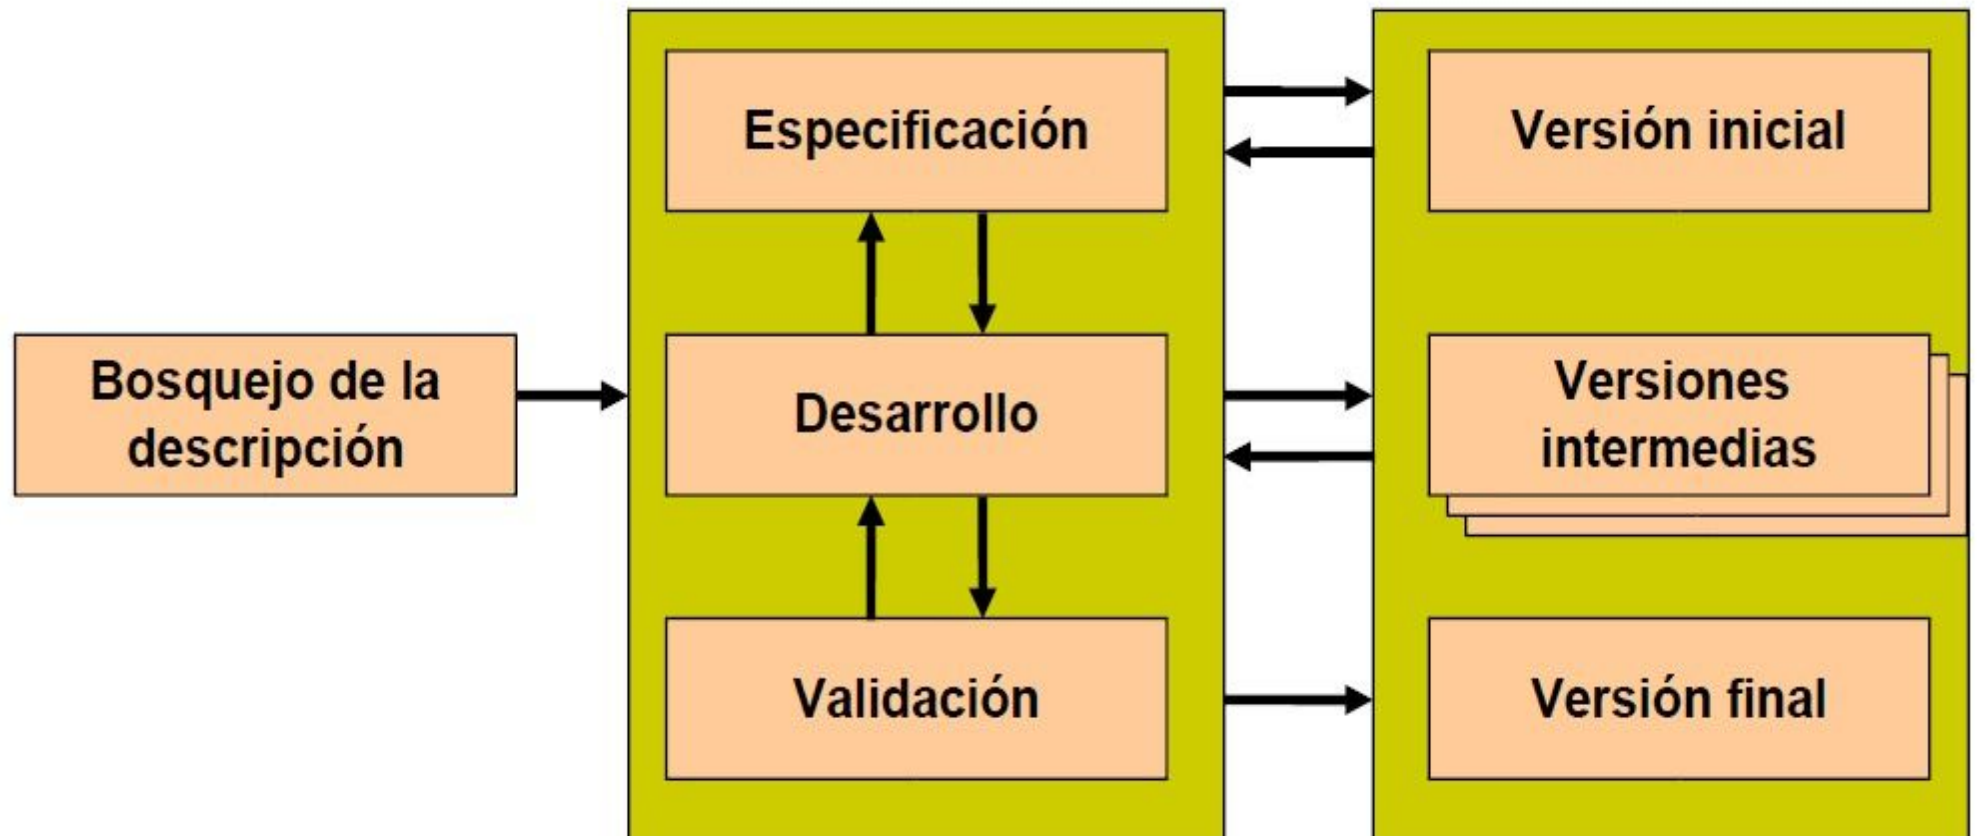 Especificación
Versión inicial
Bosquejo de la
descripción
Desarrollo
Versiones
intermedias
Validación
Versión final